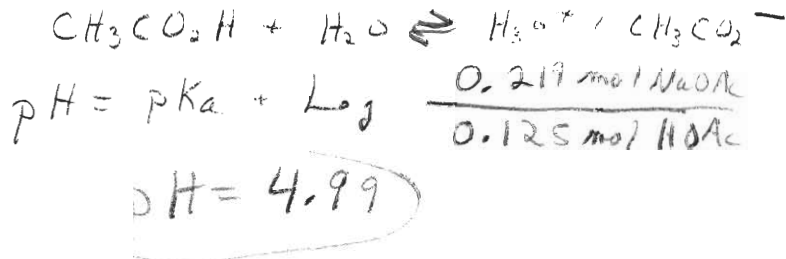 CH₃CO₂H + H₂O ⇌ H₃O⁺ + CH₃CO₂⁻
pH = pKa + Log 0.219 mol NaOAc
0.125 mol HOAc
pH = 4.99